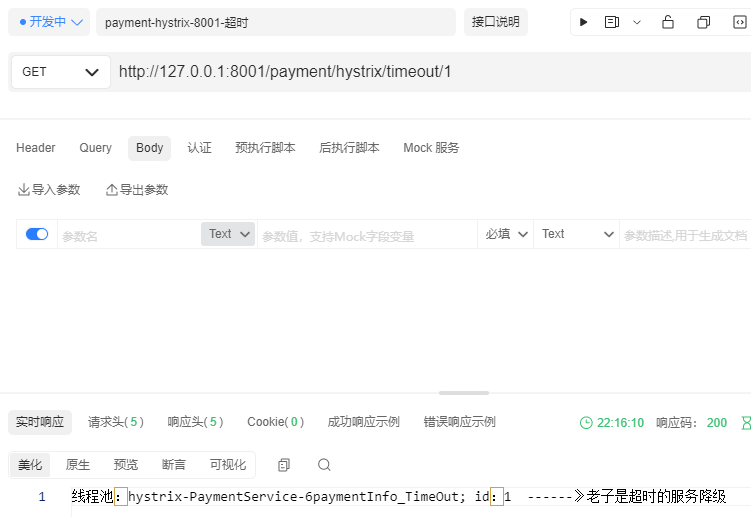 开发中 payment-hystrix-8001-超时 接口说明
GET http://127.0.0.1:8001/payment/hystrix/timeout/1
Header Query Body 认证 预执行脚本 后执行脚本 Mock 服务
导入参数 导出参数
参数名 Text 参数值，支持Mock字段变量 必填 Text 参数描述,用于生成文档
实时响应 请求头(5) 响应头(5) Cookie(0) 成功响应示例 错误响应示例 22:16:10 响应码： 200
美化 原生 预览 断言 可视化
1 线程池：hystrix-PaymentService-6paymentInfo_TimeOut; id：1 ------》老子是超时的服务降级